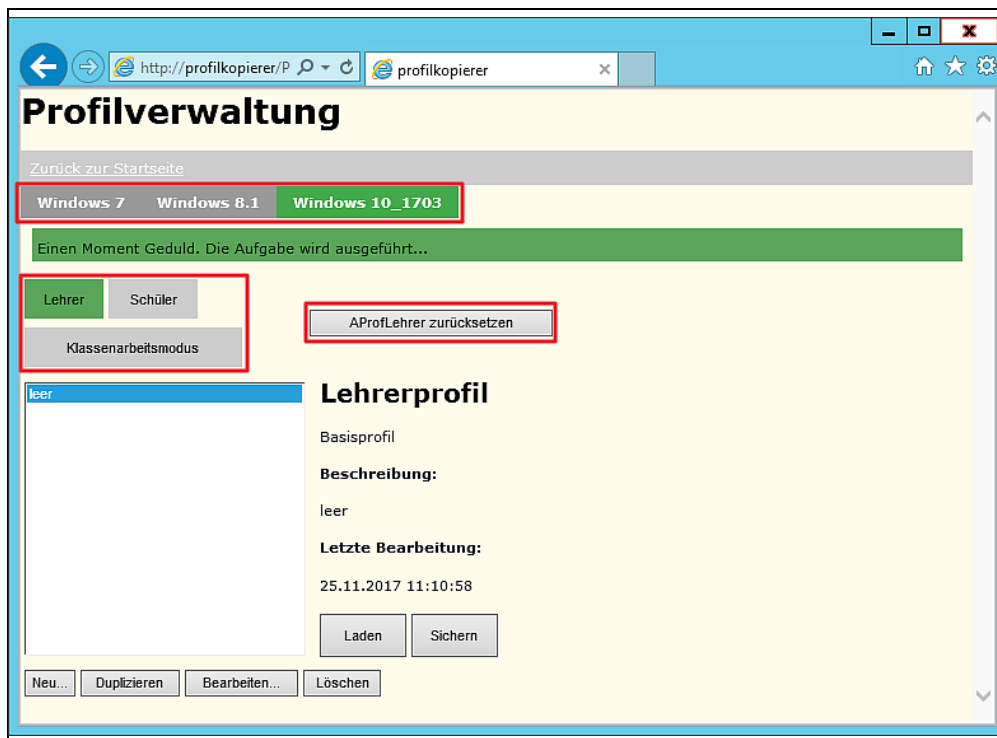 http://profilkopierer/P
profilkopierer
Profilverwaltung
Zurück zur Startseite
Windows 7 Windows 8.1 Windows 10_1703
Einen Moment Geduld. Die Aufgabe wird ausgeführt...
Lehrer Schüler
AProfLehrer zurücksetzen
Klassenarbeitsmodus
leer
Lehrerprofil
Basisprofil
Beschreibung:
leer
Letzte Bearbeitung:
25.11.2017 11:10:58
Laden Sichern
Neu... Duplizieren Bearbeiten... Löschen